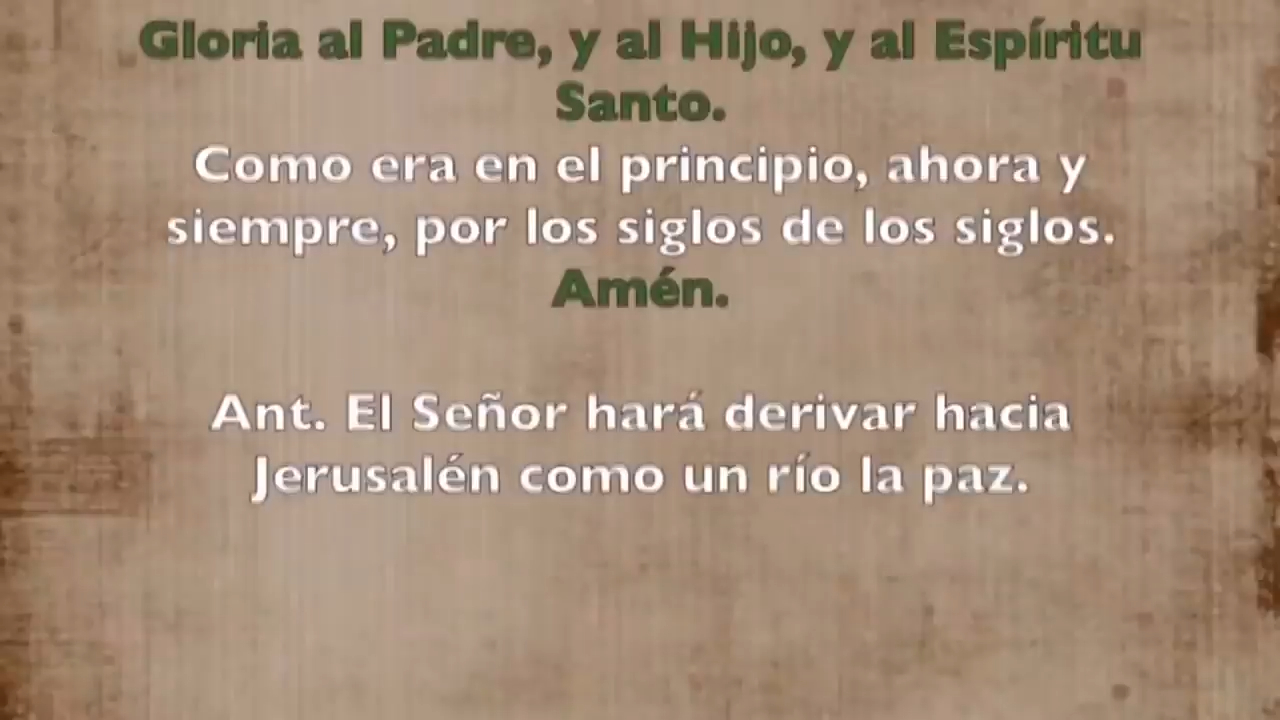 Gloria al Padre, y al Hijo, y al Espíritu
Santo.
Como era en el principio, ahora y
siempre, por los siglos de los siglos.
Amén.
Ant. El Señor hará derivar hacia
Jerusalén como un río la paz.